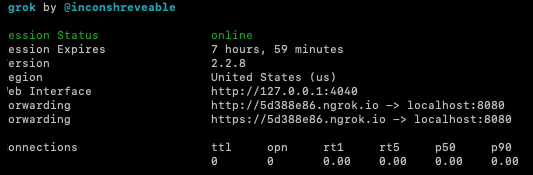 grok by @inconshreveable
ession Status online
ession Expires 7 hours, 59 minutes
ersion 2.2.8
egion United States (us)
eb Interface http://127.0.0.1:4040
orwarding http://5d388e86.ngrok.io -> localhost:8080
orwarding https://5d388e86.ngrok.io -> localhost:8080
onnections ttl opn rt1 rt5 p50 p90
0 0 0.00 0.00 0.00 0.00